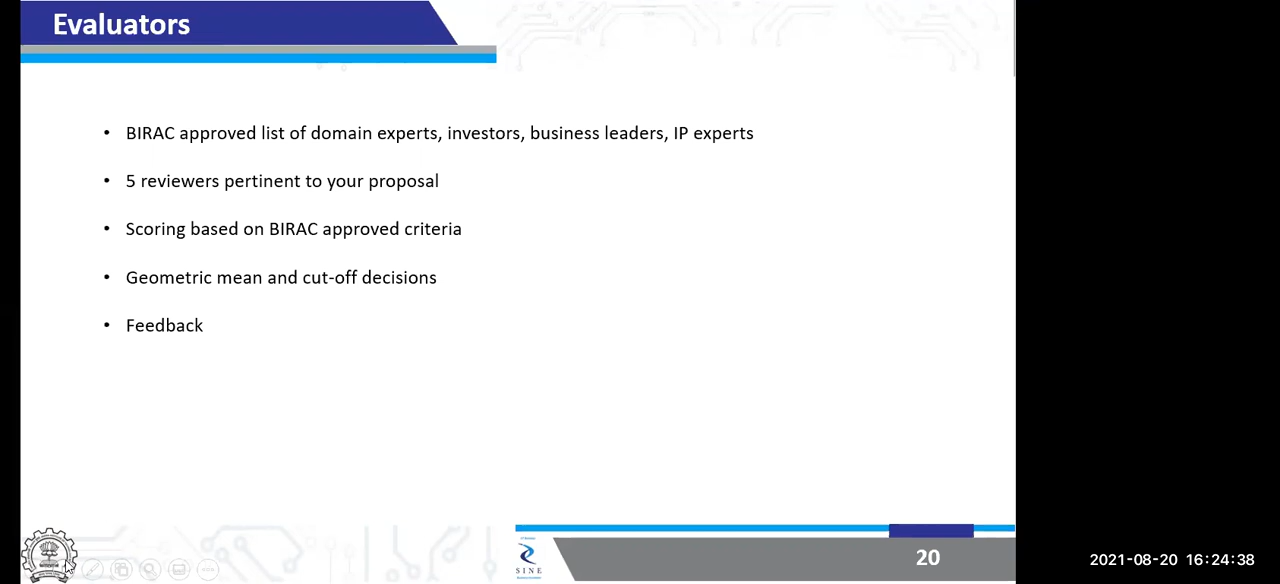 Evaluators
• BIRAC approved list of domain experts, investors, business leaders, IP experts
• 5 reviewers pertinent to your proposal
• Scoring based on BIRAC approved criteria
• Geometric mean and cut-off decisions
• Feedback
SINE
20
2021-08-20 16:24:38